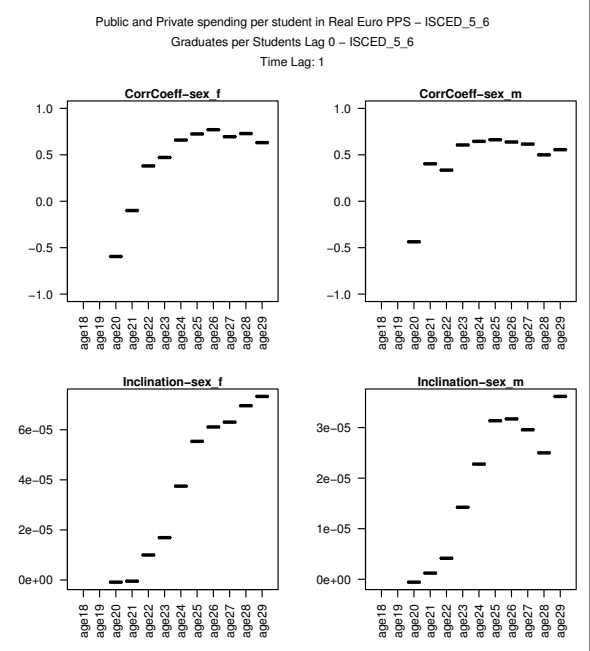 Public and Private spending per student in Real Euro PPS − ISCED_5_6
Graduates per Students Lag 0 − ISCED_5_6
Time Lag: 1
CorrCoeff−sex_f
1.0
0.5
0.0
−0.5
−1.0
age18
age19
age20
age21
age22
age23
age24
age25
age26
age27
age28
age29
CorrCoeff−sex_m
1.0
0.5
0.0
−0.5
−1.0
age18
age19
age20
age21
age22
age23
age24
age25
age26
age27
age28
age29
Inclination−sex_f
6e−05
4e−05
2e−05
0e+00
age18
age19
age20
age21
age22
age23
age24
age25
age26
age27
age28
age29
Inclination−sex_m
3e−05
2e−05
1e−05
0e+00
age18
age19
age20
age21
age22
age23
age24
age25
age26
age27
age28
age29